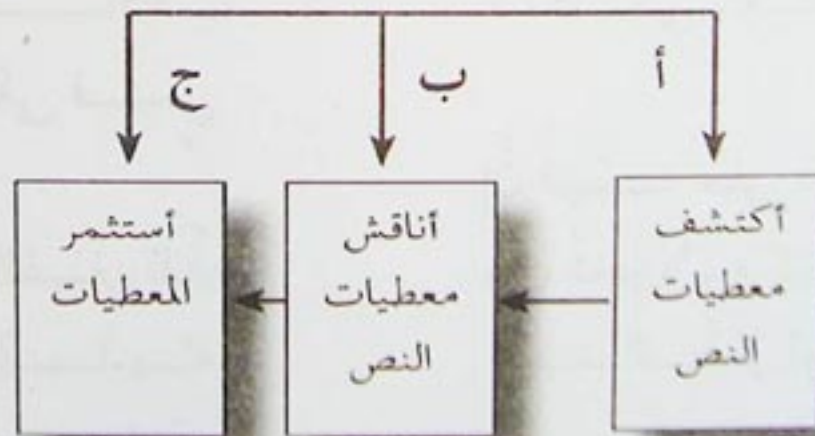 أ
ب
ج
أكتشف
معطيات
النص
أناقش
معطيات
النص
أستثمر
المعطيات